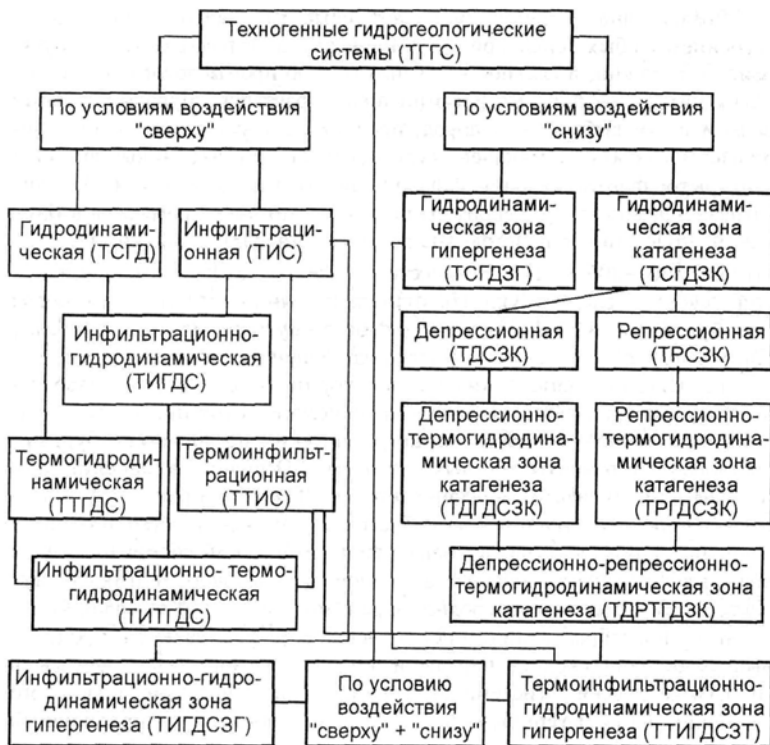 Техногенные гидрогеологические
системы (ТГГС)
По условиям воздействия
"сверху"
По условиям воздействия
"снизу"
Гидродинами-
ческая (ТСГД)
Инфильтраци-
онная (ТИС)
Гидродинами-
ческая зона
гипергенеза
(ТСГДЗГ)
Гидродинами-
ческая зона
катагенеза
(ТСГДЗК)
Инфильтрационно-
гидродинамическая
(ТИГДС)
Депрессионная
(ТДСЗК)
Репрессионная
(ТРСЗК)
Термогидроди-
намическая
(ТТГДС)
Термоинфильт-
рационная
(ТТИС)
Депрессионно-
термогидродина-
мическая зона
катагенеза
(ТДГДСЗК)
Репрессионно-
термогидродина-
мическая зона
катагенеза
(ТРГДСЗК)
Инфильтрационно- термо-
гидродинамическая
(ТИТГДС)
Депрессионно-репрессионно-
термогидродинамическая зона
катагенеза (ТДРТГДЗК)
Инфильтрационно-гидро-
динамическая зона
гипергенеза (ТИГДСЗГ)
По условию
воздействия
"сверху" + "снизу"
Термоинфильтрационно-
гидродинамическая зона
гипергенеза (ТТИГДСЗТ)